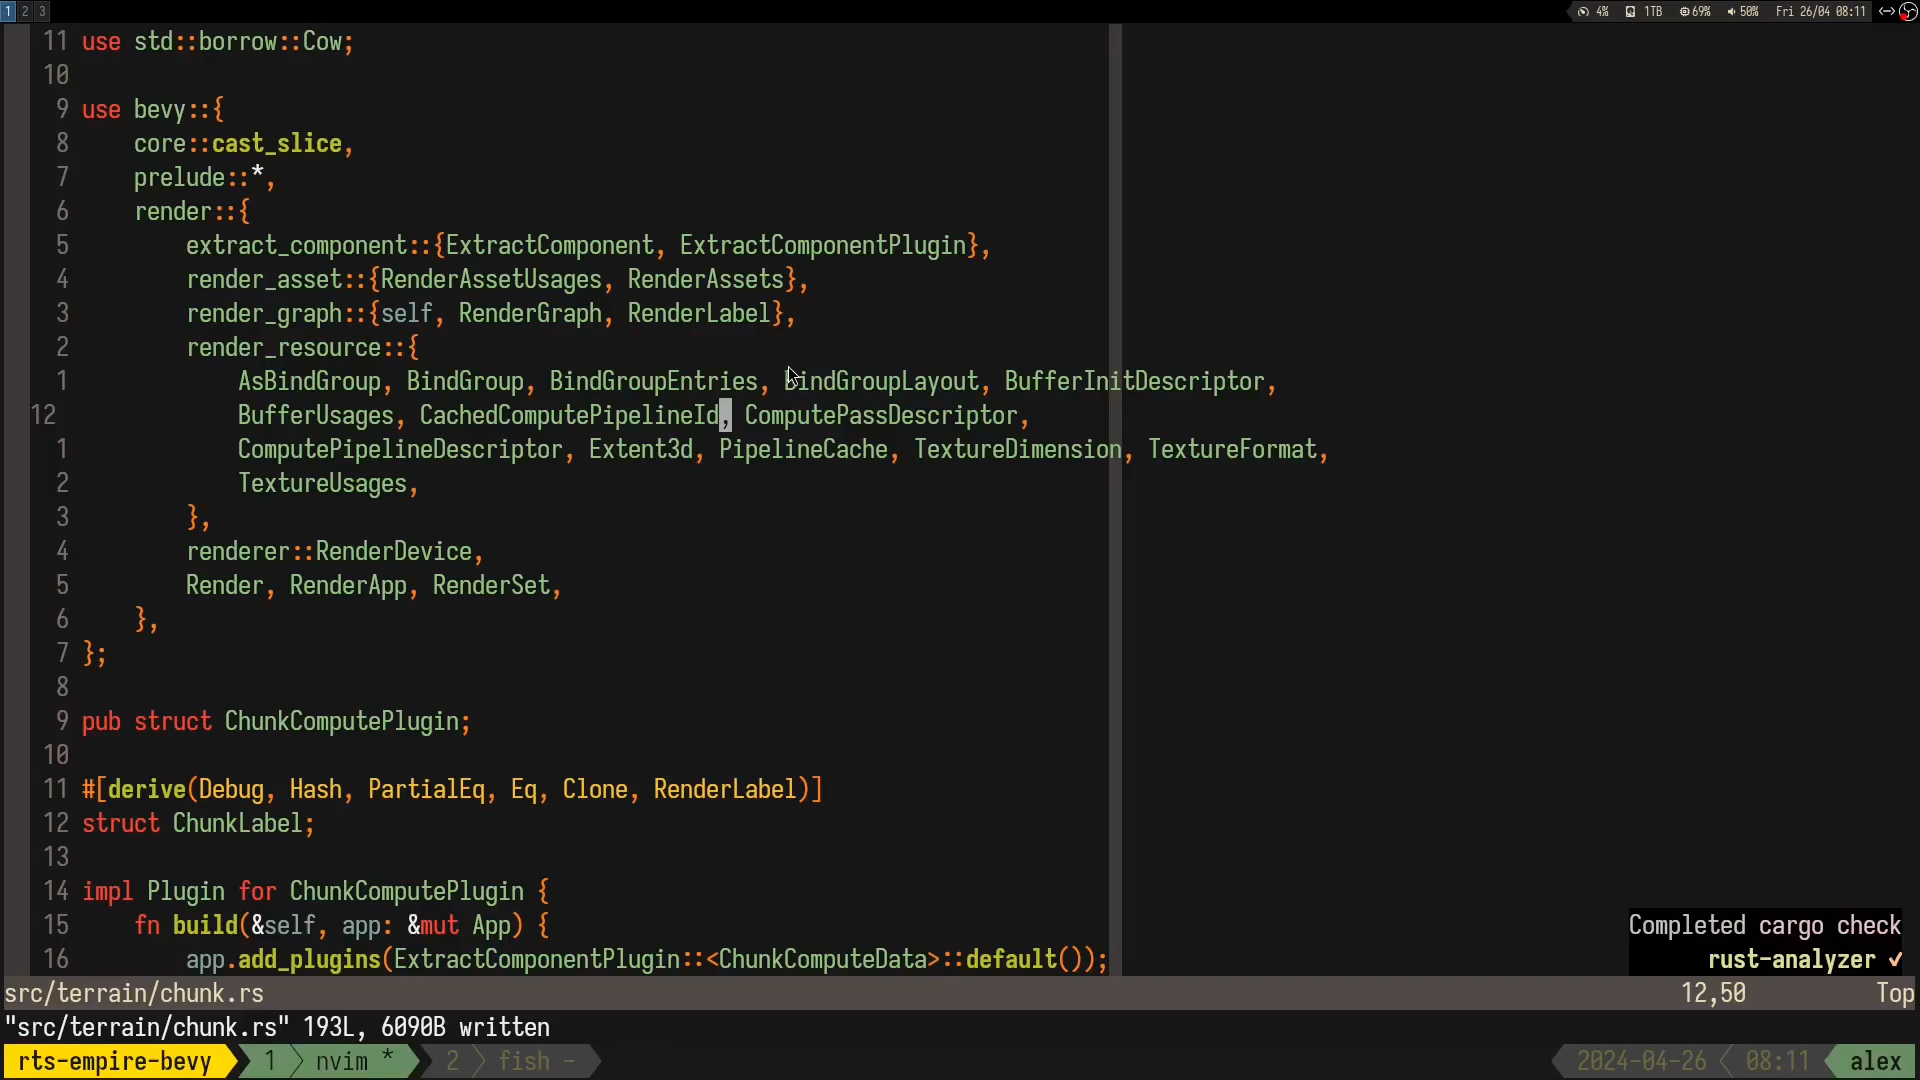 1 2 3 4% 1TB 69% 50% Fri 26/04 08:11
11 use std::borrow::Cow;
10
9 use bevy::{
8     core::cast_slice,
7     prelude::*,
6     render::{
5         extract_component::{ExtractComponent, ExtractComponentPlugin},
4         render_asset::{RenderAssetUsages, RenderAssets},
3         render_graph::{self, RenderGraph, RenderLabel},
2         render_resource::{
1             AsBindGroup, BindGroup, BindGroupEntries, BindGroupLayout, BufferInitDescriptor,
12             BufferUsages, CachedComputePipelineId, ComputePassDescriptor,
1             ComputePipelineDescriptor, Extent3d, PipelineCache, TextureDimension, TextureFormat,
2             TextureUsages,
3         },
4         renderer::RenderDevice,
5         Render, RenderApp, RenderSet,
6     },
7 };
8
9 pub struct ChunkComputePlugin;
10
11 #[derive(Debug, Hash, PartialEq, Eq, Clone, RenderLabel)]
12 struct ChunkLabel;
13
14 impl Plugin for ChunkComputePlugin {
15     fn build(&self, app: &mut App) {
16         app.add_plugins(ExtractComponentPlugin::<ChunkComputeData>::default());
Completed cargo check
rust-analyzer ✓
src/terrain/chunk.rs 12,50 Top
"src/terrain/chunk.rs" 193L, 6090B written
rts-empire-bevy 1 nvim * 2 fish - 2024-04-26 08:11 alex